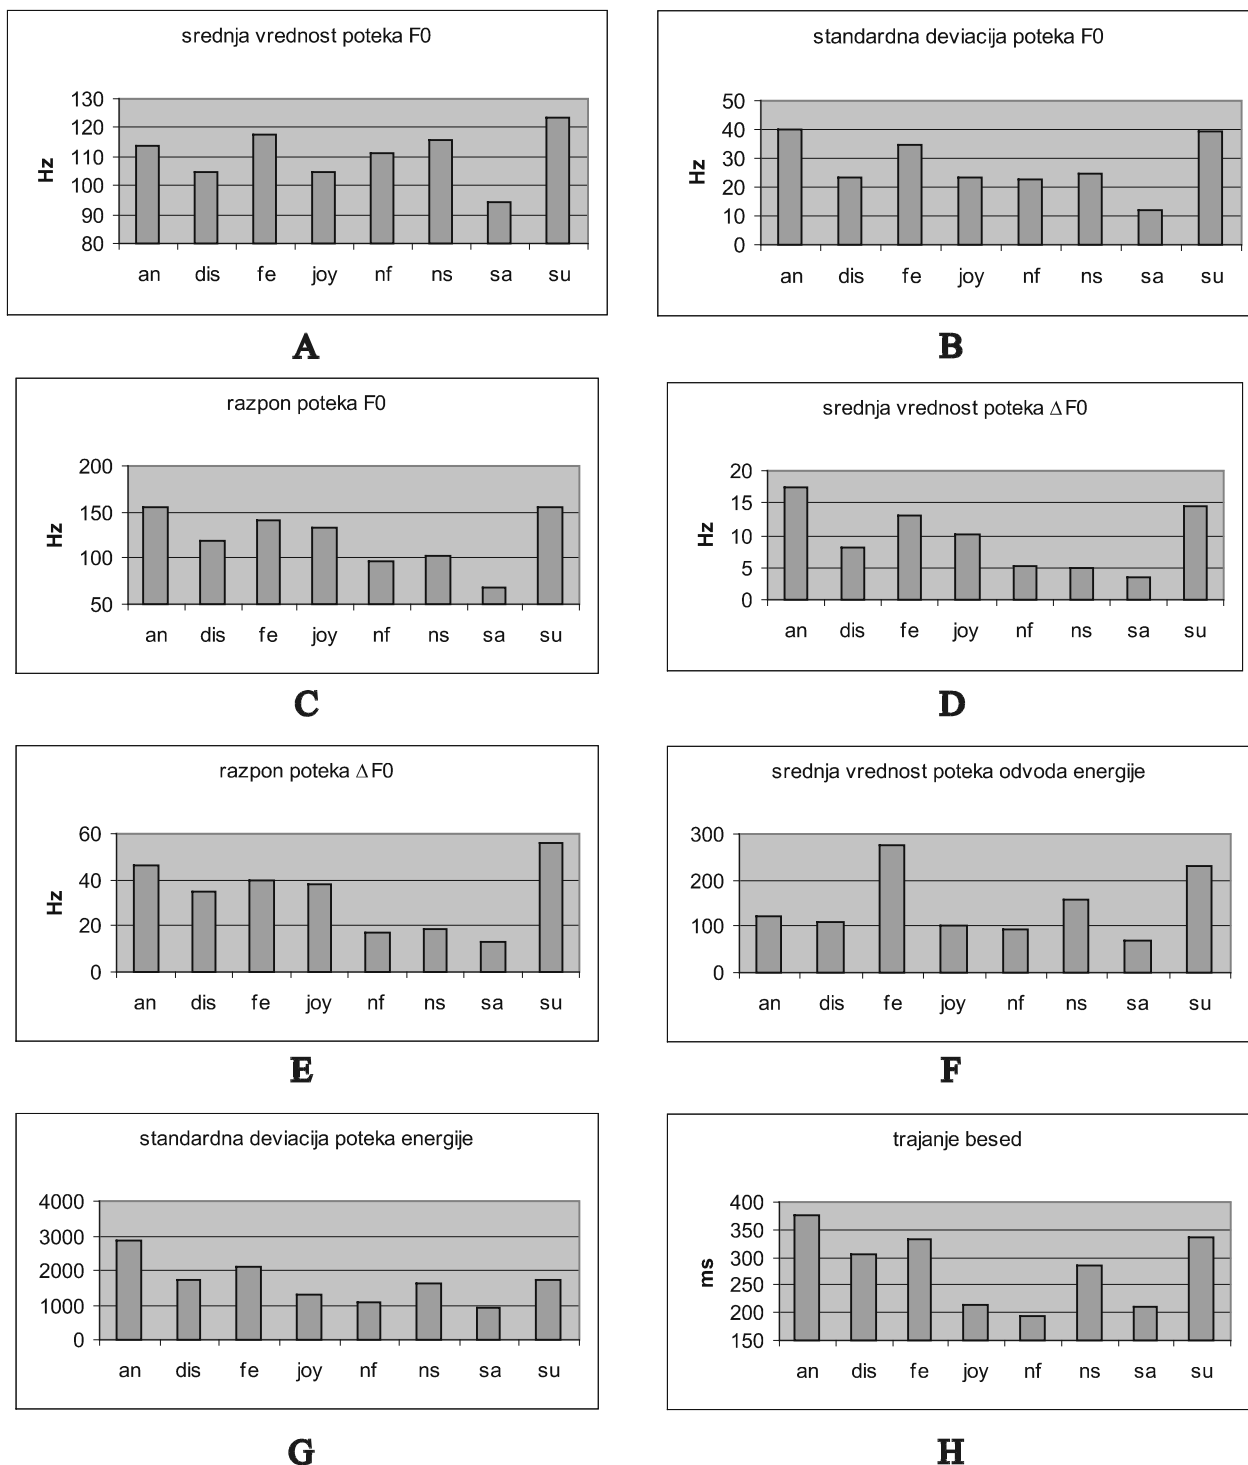 srednja vrednost poteka F0
130
120
110
100
90
80
Hz
an dis fe joy nf ns sa su
A
standardna deviacija poteka F0
50
40
30
20
10
0
Hz
an dis fe joy nf ns sa su
B
razpon poteka F0
200
150
100
50
Hz
an dis fe joy nf ns sa su
C
srednja vrednost poteka ΔF0
20
15
10
5
0
Hz
an dis fe joy nf ns sa su
D
razpon poteka ΔF0
60
40
20
0
Hz
an dis fe joy nf ns sa su
E
srednja vrednost poteka odvoda energije
300
200
100
0
an dis fe joy nf ns sa su
F
standardna deviacija poteka energije
4000
3000
2000
1000
0
an dis fe joy nf ns sa su
G
trajanje besed
400
350
300
250
200
150
ms
an dis fe joy nf ns sa su
H